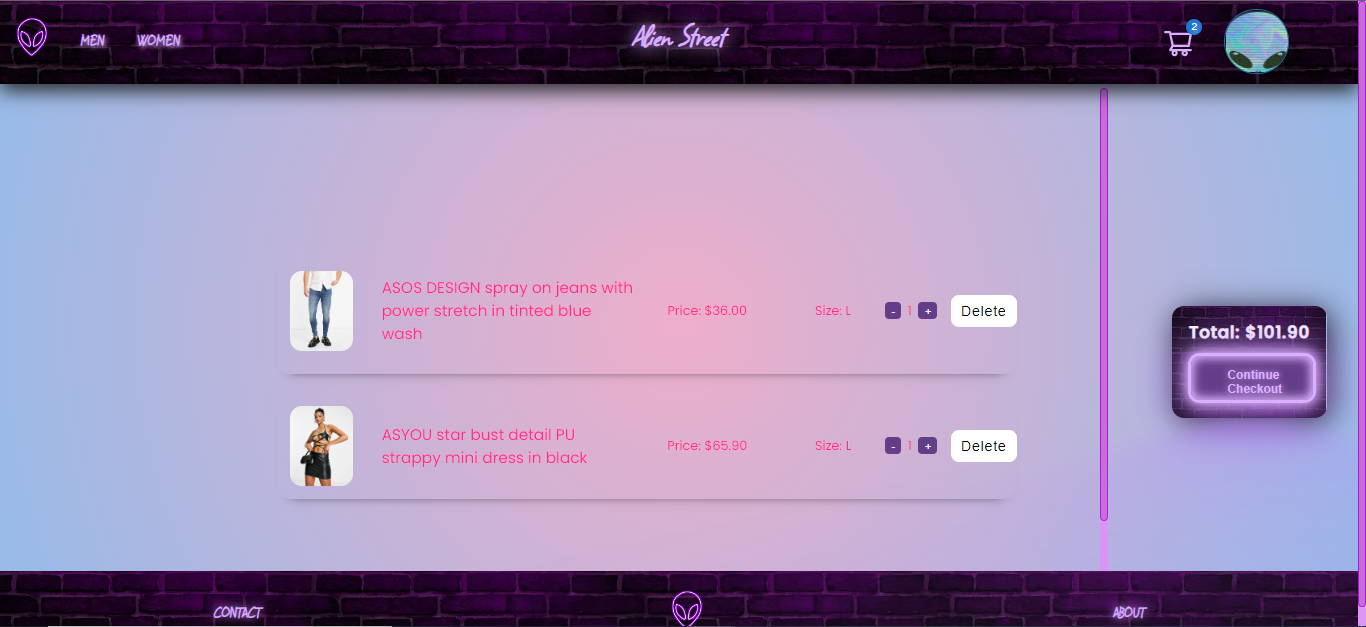 MEN
WOMEN
Alien Street
2
ASOS DESIGN spray on jeans with
power stretch in tinted blue
wash
Price: $36.00
Size: L
- 1 +
Delete
ASYOU star bust detail PU
strappy mini dress in black
Price: $65.90
Size: L
- 1 +
Delete
Total: $101.90
Continue
Checkout
CONTACT
ABOUT